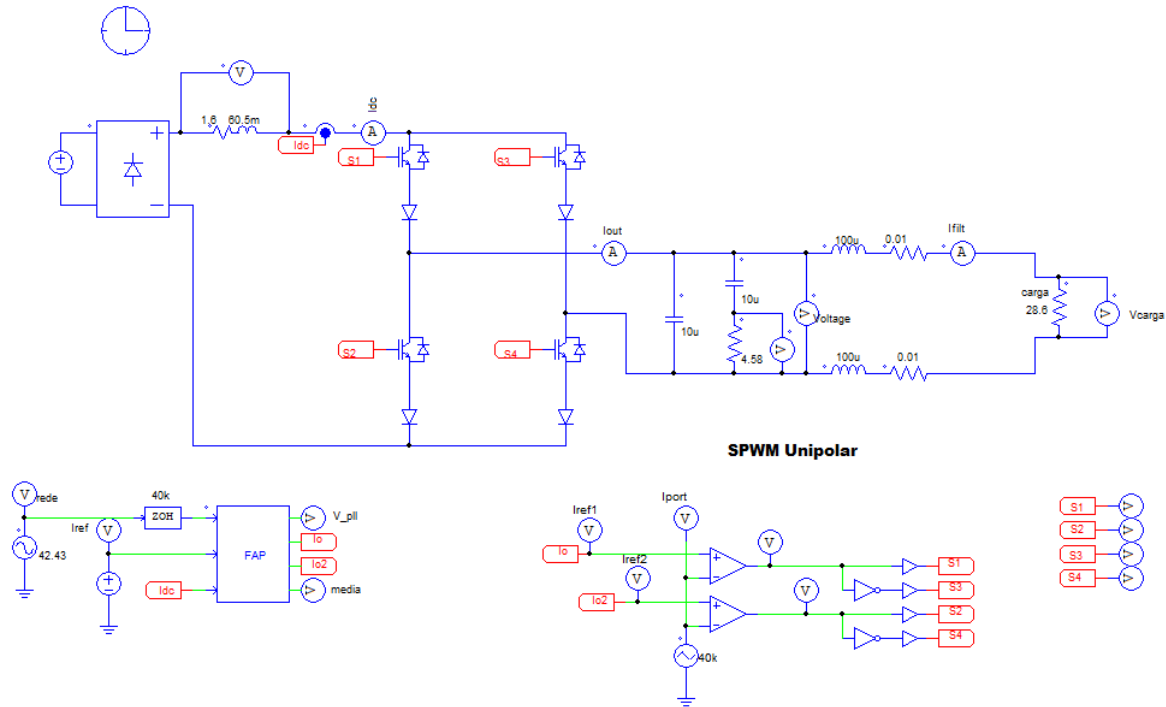 V
1.6 60.5m
Idc
Idc
A
S1
S3
Iout
A
Ifilt
A
100u
0.01
10u
10u
4.58
V
Voltage
V
carga
28.6
V
Vcarga
S2
S4
100u
0.01
SPWM Unipolar
V
rede
40k
ZOH
Iref
V
42.43
FAP
V
V_pll
Io
Io2
Idc
V
media
Iport
V
Iref1
V
Io
Iref2
V
Io2
V
V
S1
S3
S2
S4
40k
S1
V
S2
V
S3
V
S4
V